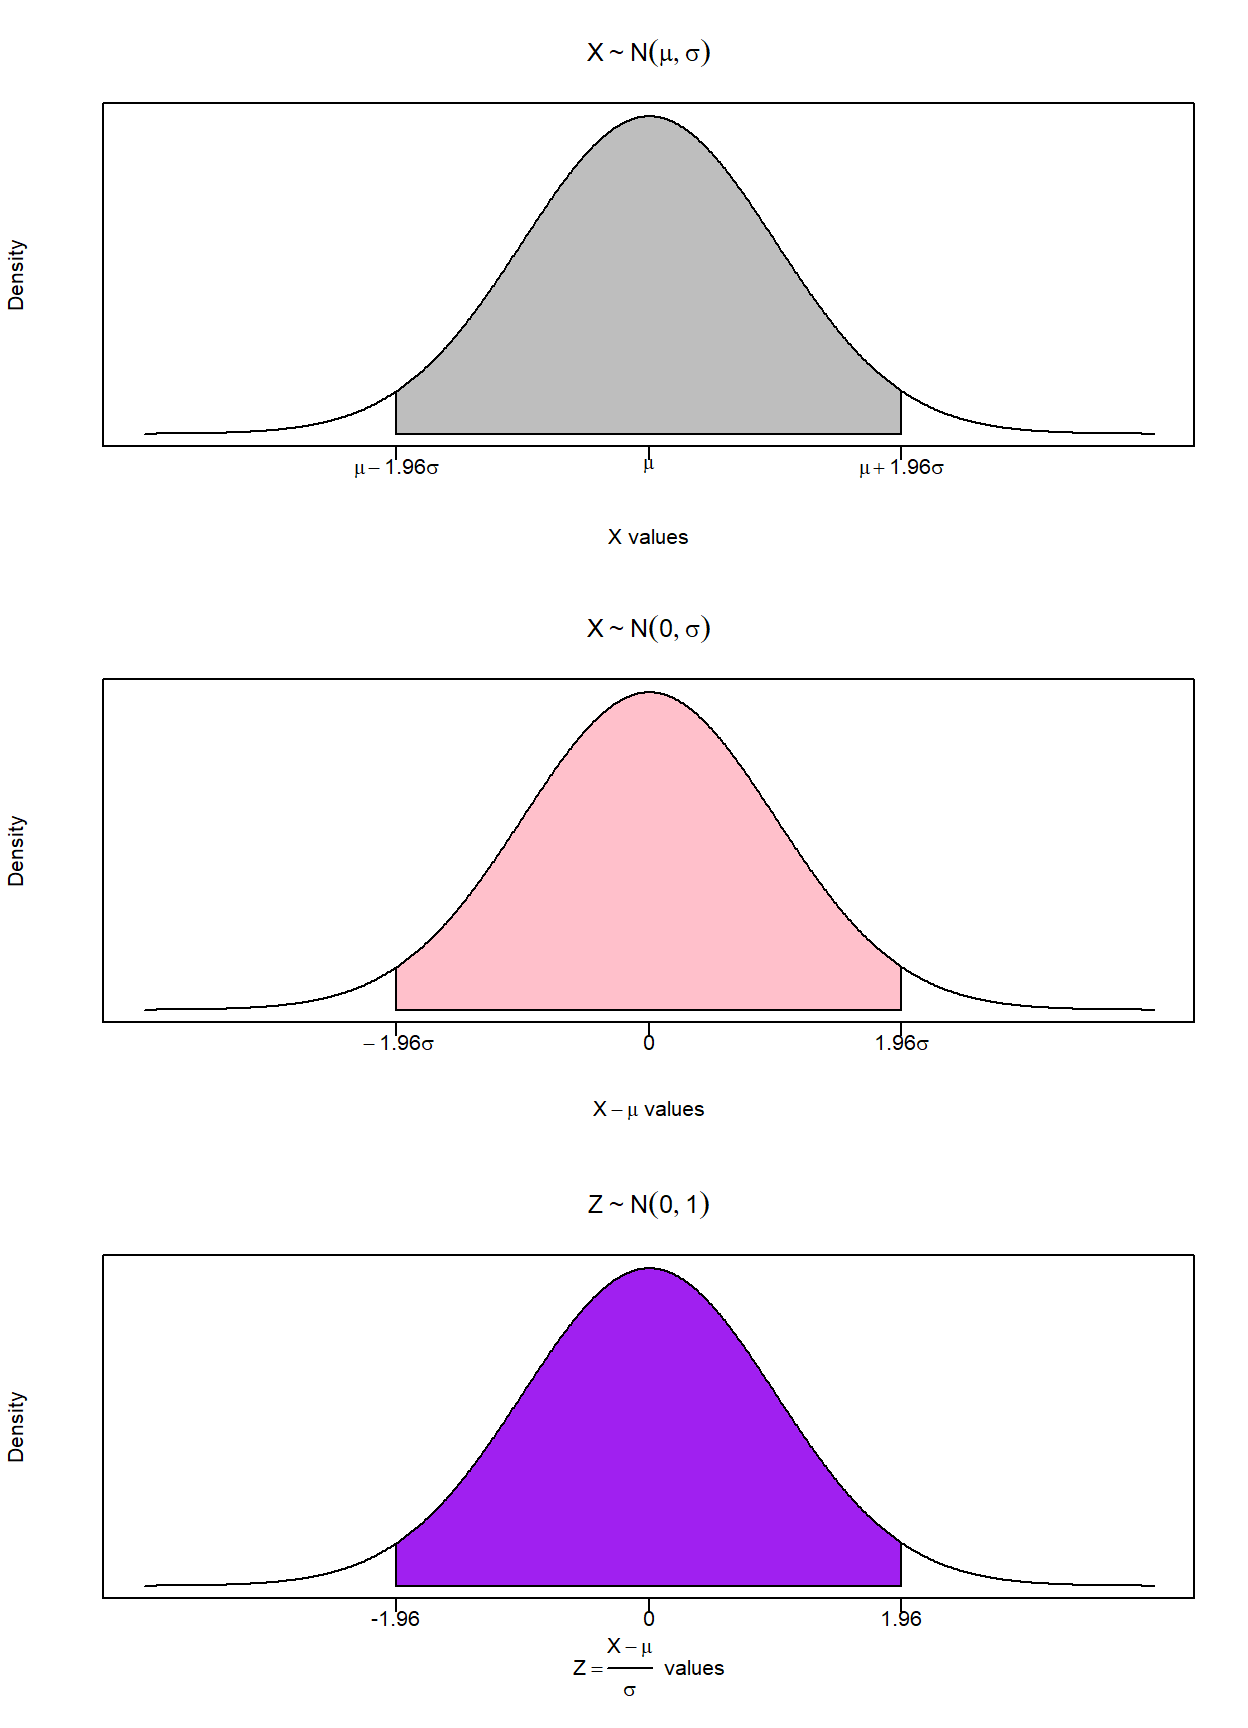 X ~ N(μ, σ)
Density
μ − 1.96σ μ μ + 1.96σ
X values
X ~ N(0, σ)
Density
− 1.96σ 0 1.96σ
X − μ values
Z ~ N(0, 1)
Density
-1.96 0 1.96
X − μ
Z = values
σ